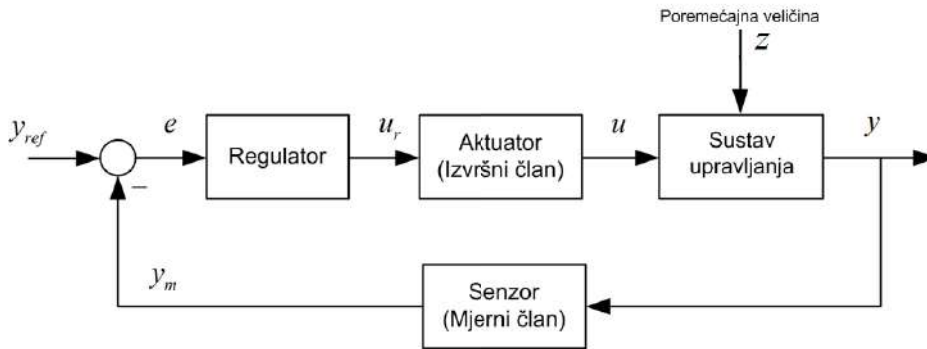 Poremećajna veličina
z
y_ref
e
Regulator
u_r
Aktuator
(Izvršni član)
u
Sustav
upravljanja
y
–
y_m
Senzor
(Mjerni član)